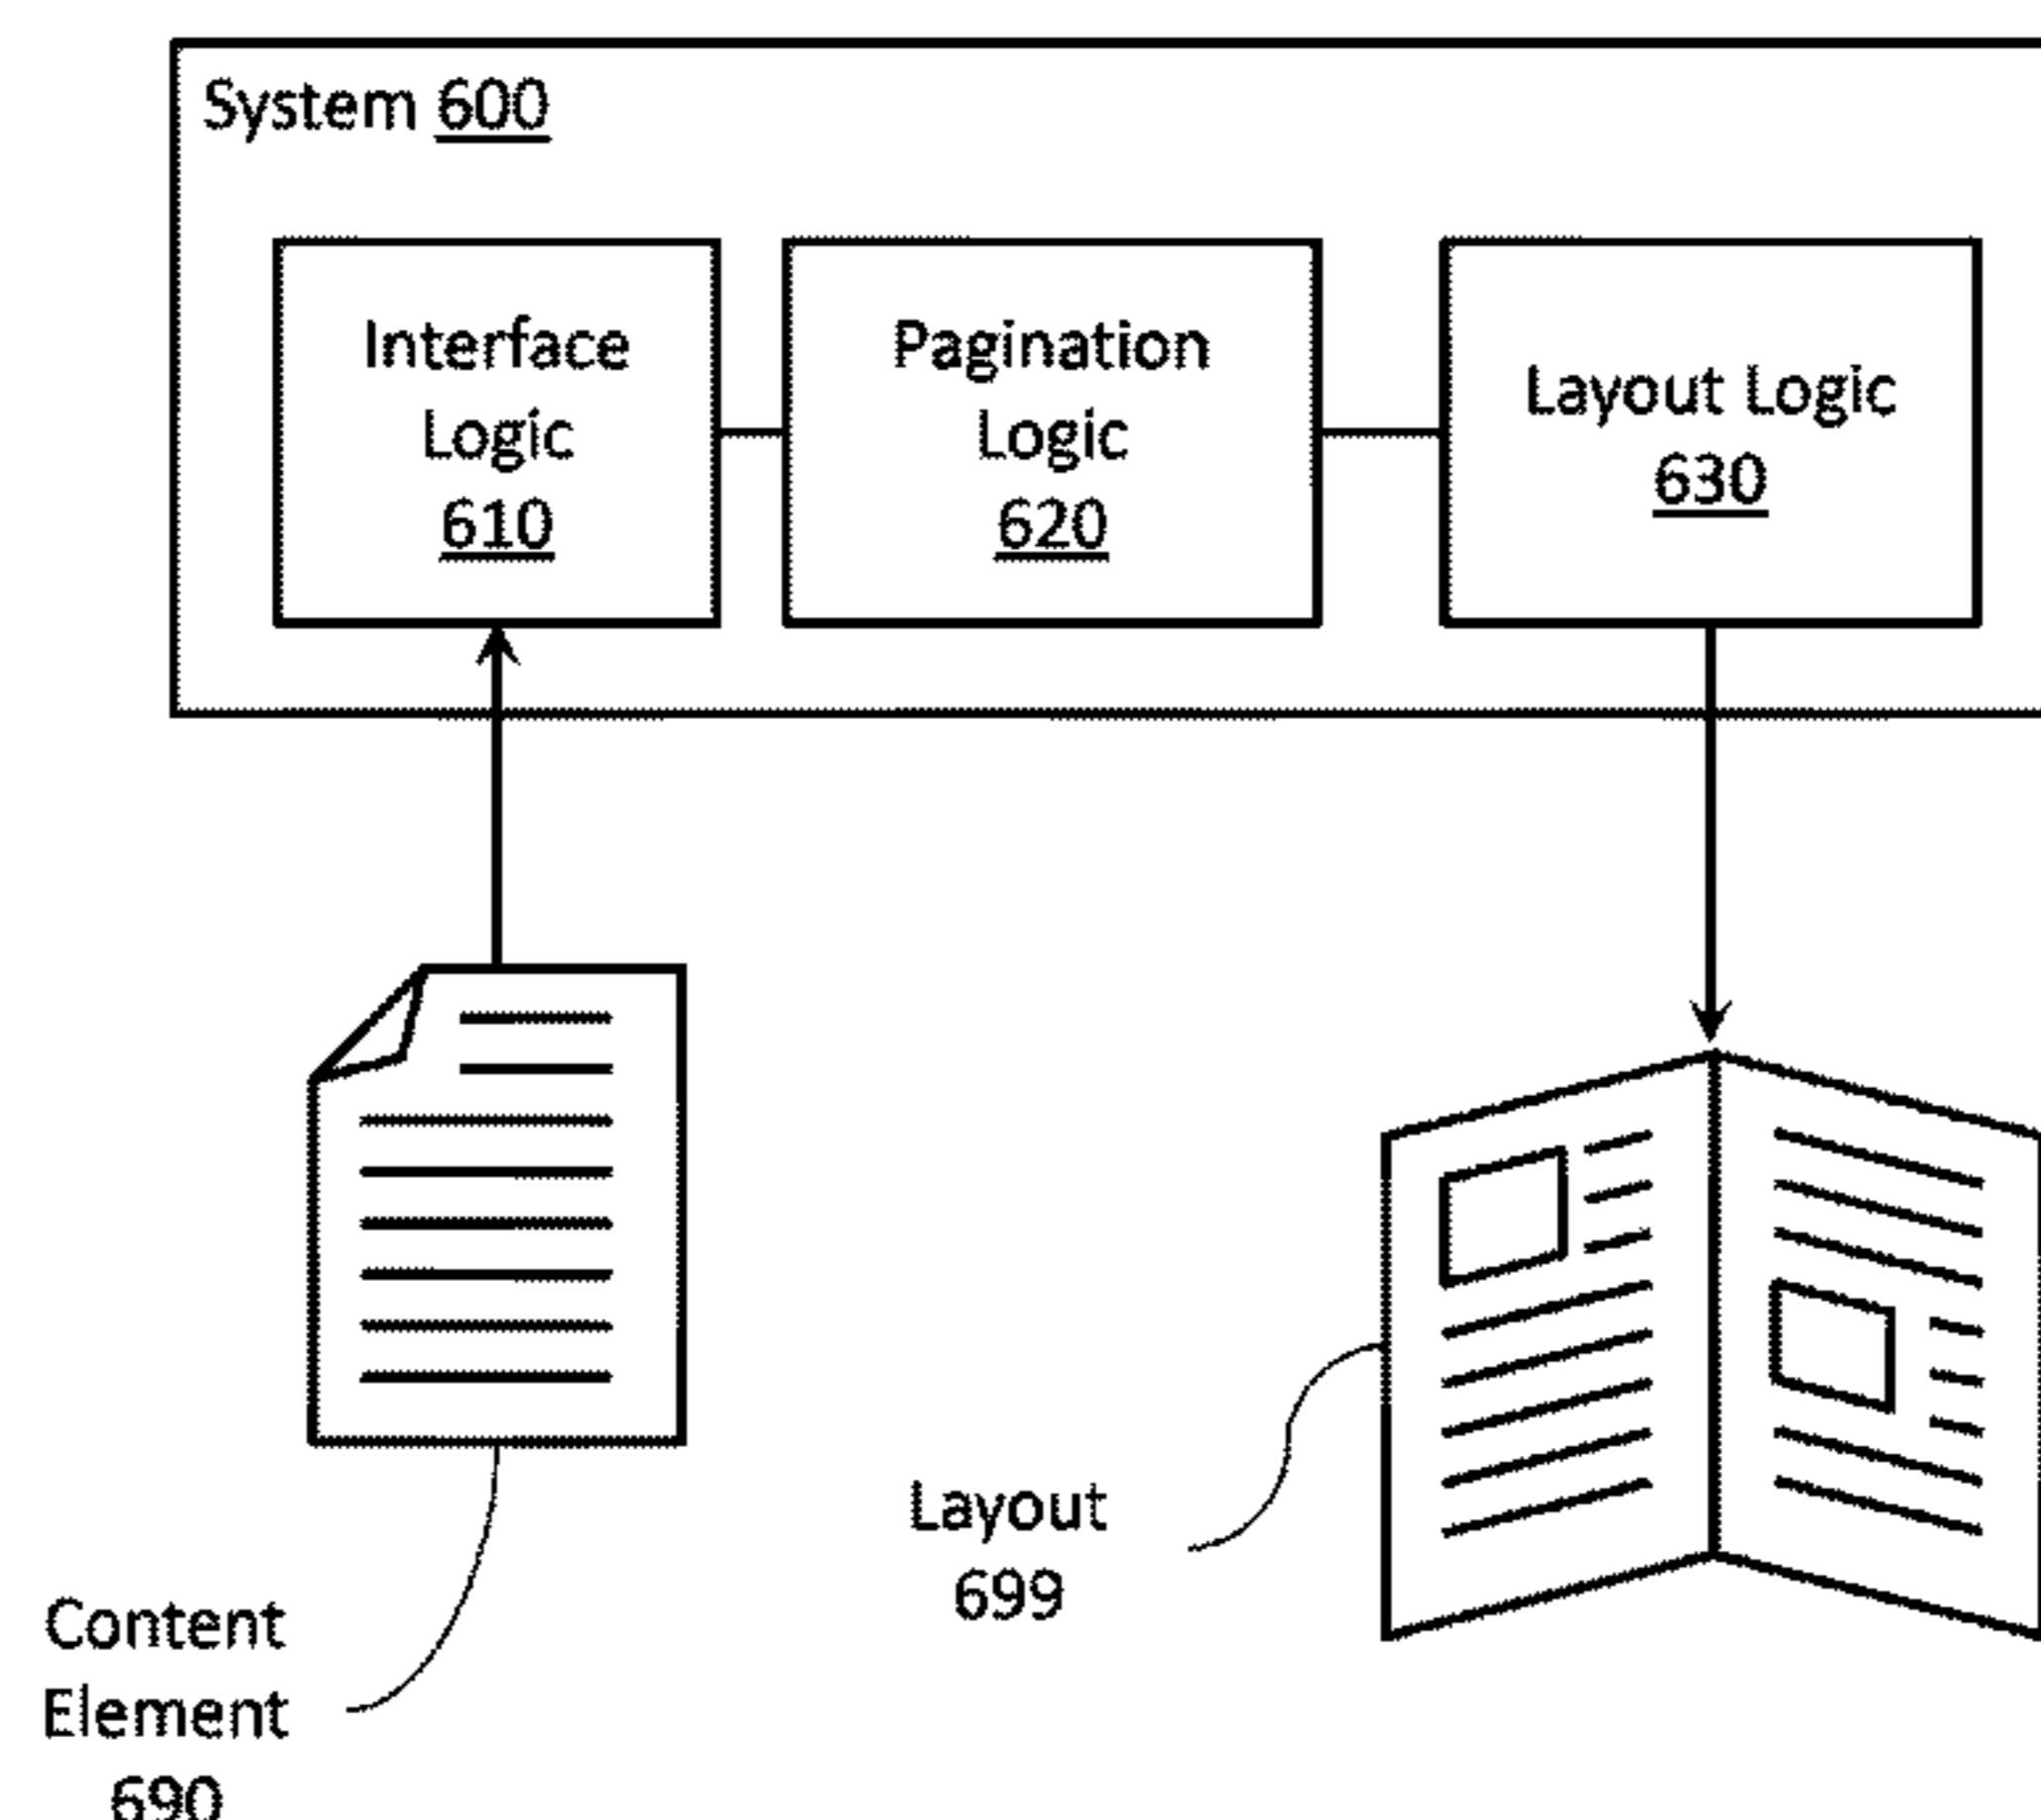 System 600
Interface
Logic
610
Pagination
Logic
620
Layout Logic
630
Layout
699
Content
Element
690